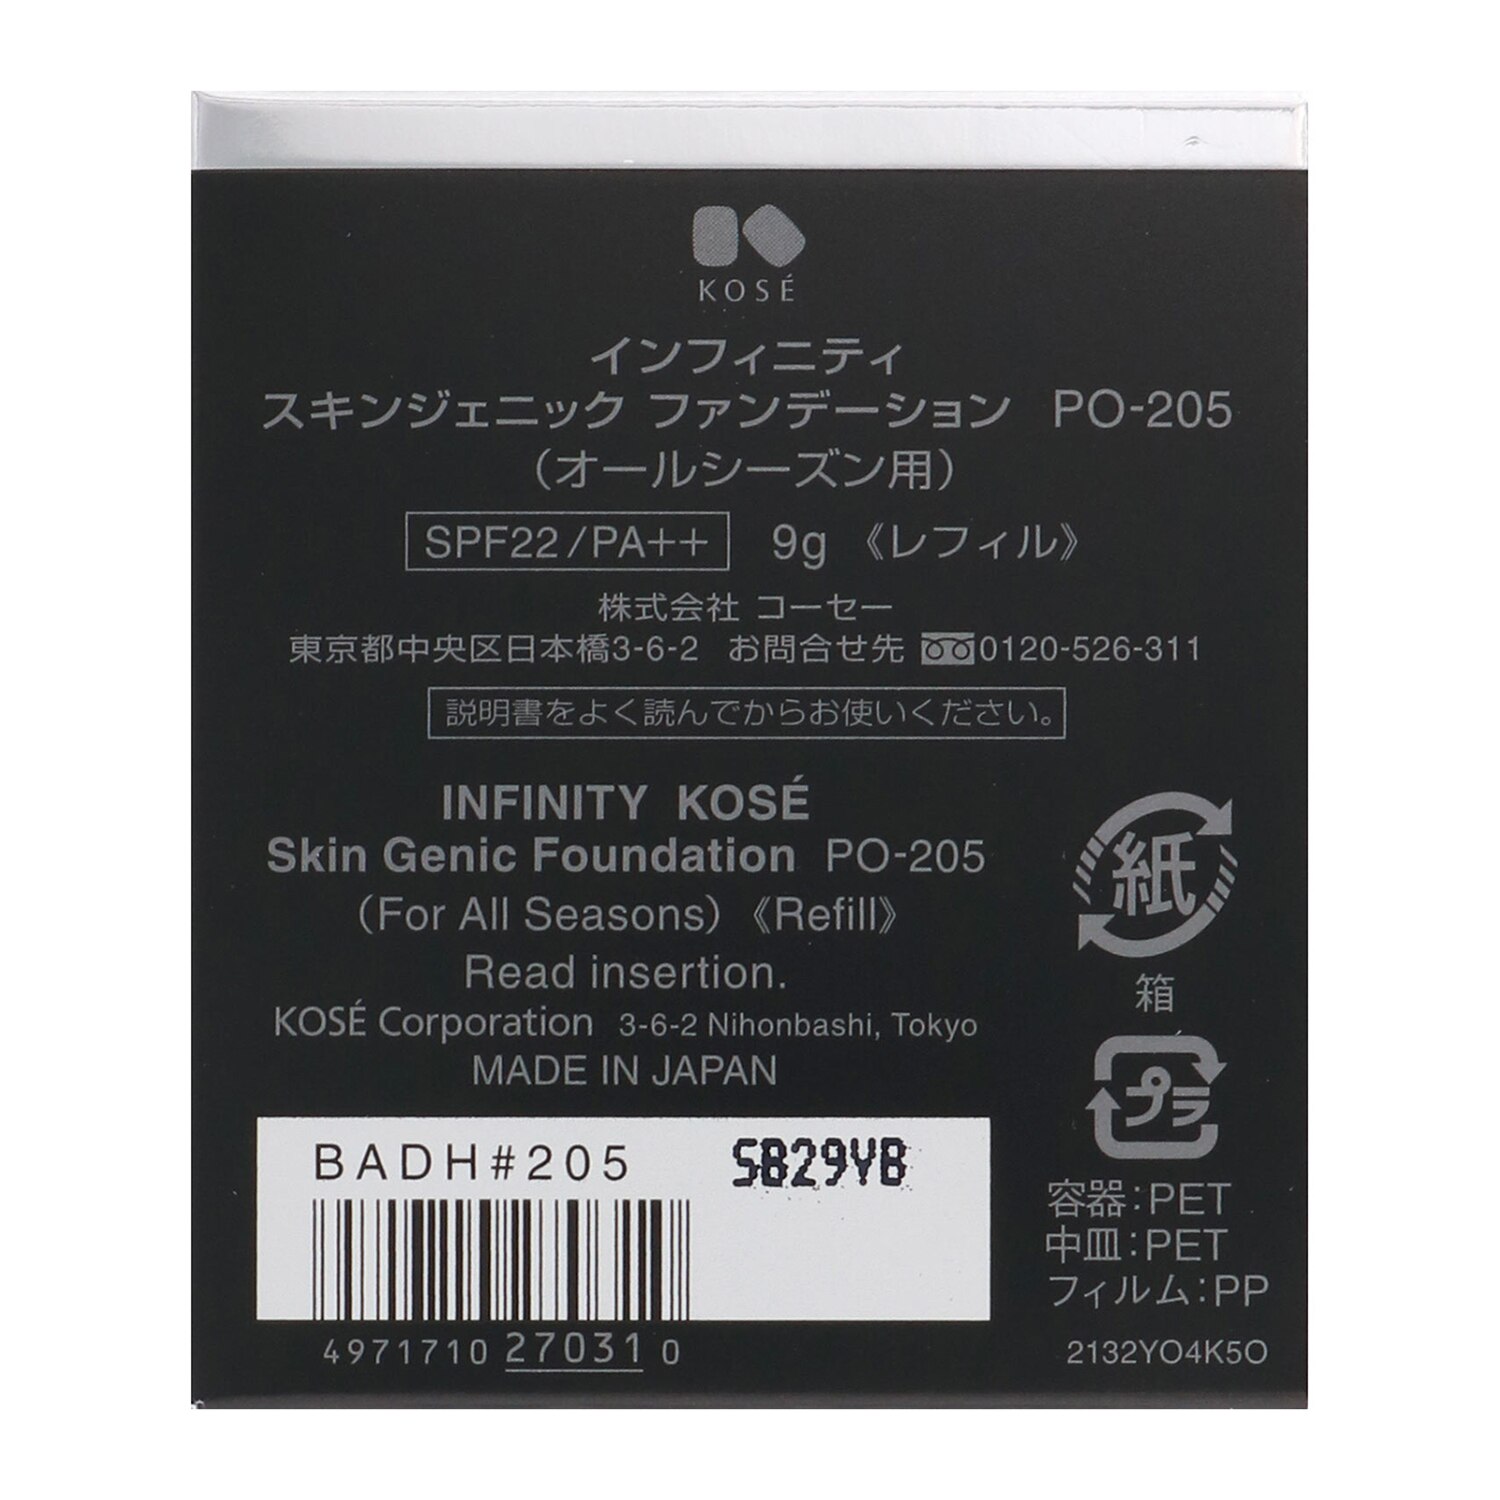 KOSÉ
インフィニティ
スキンジェニック ファンデーション PO-205
（オールシーズン用）
SPF22/PA++ 9g 《レフィル》
株式会社 コーセー
東京都中央区日本橋3-6-2 お問合せ先 0120-526-311
説明書をよく読んでからお使いください。
INFINITY KOSÉ
Skin Genic Foundation PO-205
(For All Seasons) 《Refill》
Read insertion.
KOSÉ Corporation 3-6-2 Nihonbashi, Tokyo
MADE IN JAPAN
紙
箱
プラ
容器：PET
中皿：PET
フィルム：PP
2132YO4K5O
BADH#205 SB29YB
4971710 27031 0